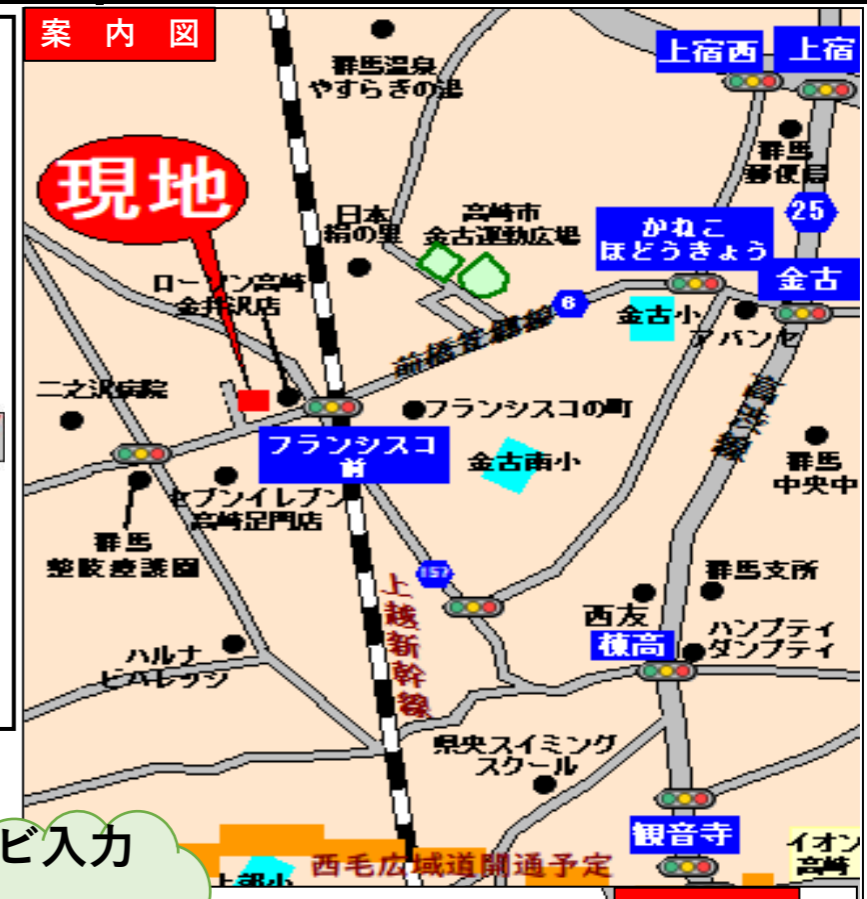 案内図
上宿西
上宿
群馬温泉
やすらぎの湯
群馬
郵便局
現地
25
日本
絹の里
高崎市
金古運動広場
かねこ
ほどうきょう
金古
ローソン高崎
金井沢店
6
金古小
アバンセ
前橋箕郷線
高渋線
二之沢病院
フランシスコの町
フランシスコ
前
金古南小
群馬
中央中
セブンイレブン
高崎足門店
群馬
整肢療護園
157
上越新幹線
群馬支所
西友
棟高
ハンプティ
ダンプティ
ハルナ
ビバレッジ
県央スイミング
スクール
観音寺
ビ入力
イオン
高崎
西毛広域道開通予定